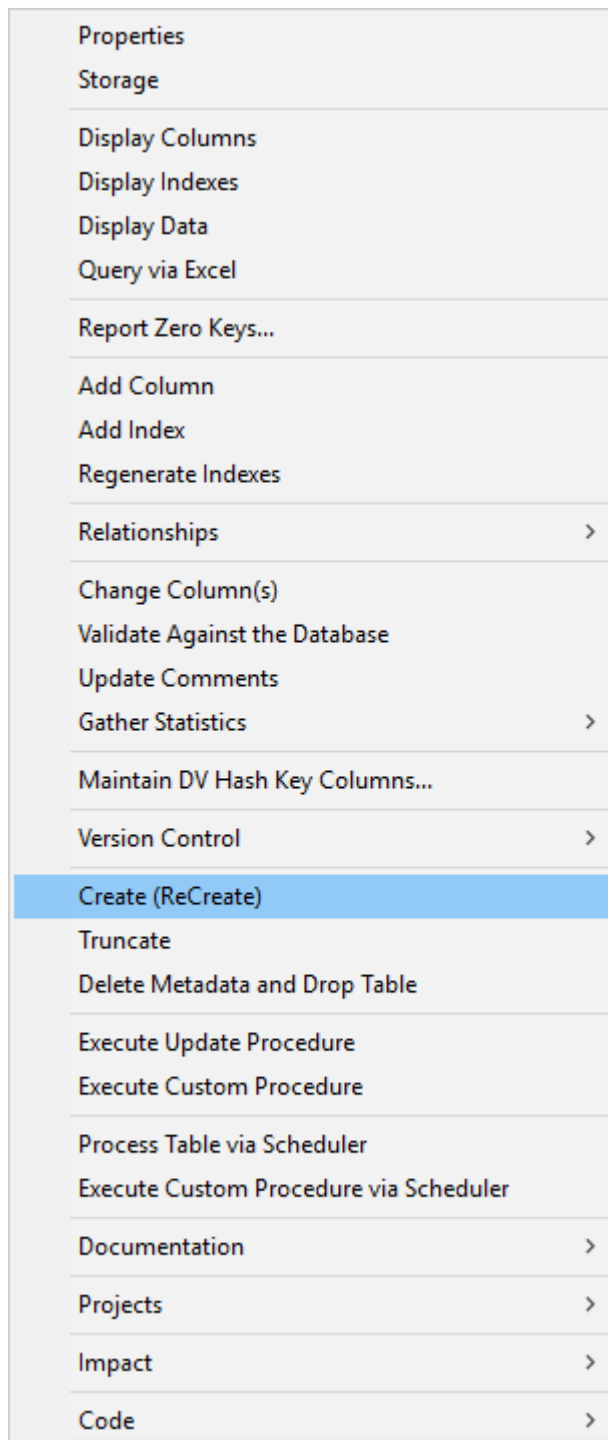 Properties
Storage
Display Columns
Display Indexes
Display Data
Query via Excel
Report Zero Keys...
Add Column
Add Index
Regenerate Indexes
Relationships
Change Column(s)
Validate Against the Database
Update Comments
Gather Statistics
Maintain DV Hash Key Columns...
Version Control
Create (ReCreate)
Truncate
Delete Metadata and Drop Table
Execute Update Procedure
Execute Custom Procedure
Process Table via Scheduler
Execute Custom Procedure via Scheduler
Documentation
Projects
Impact
Code